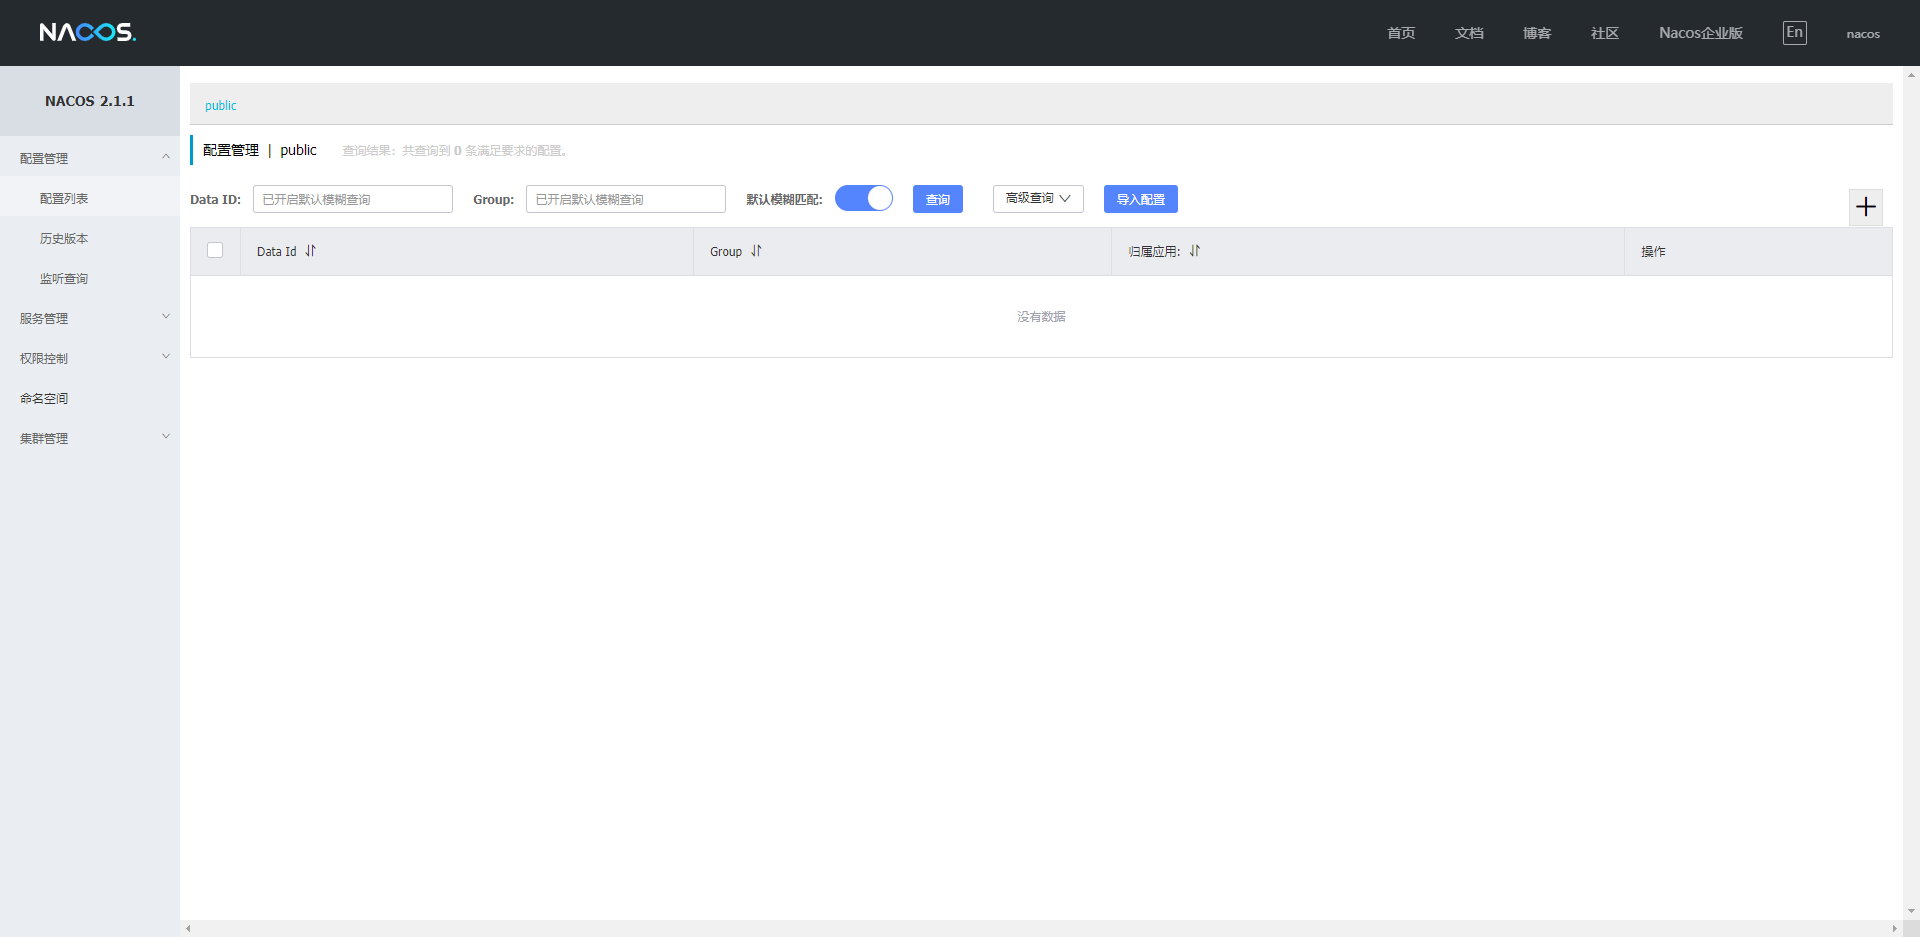 NACOS.
首页 文档 博客 社区 Nacos企业版 En nacos
NACOS 2.1.1
配置管理
配置列表
历史版本
监听查询
服务管理
权限控制
命名空间
集群管理
public
配置管理 | public 查询结果：共查询到 0 条满足要求的配置。
Data ID: 已开启默认模糊查询 Group: 已开启默认模糊查询 默认模糊匹配: 查询 高级查询 导入配置
Data Id Group 归属应用: 操作
没有数据